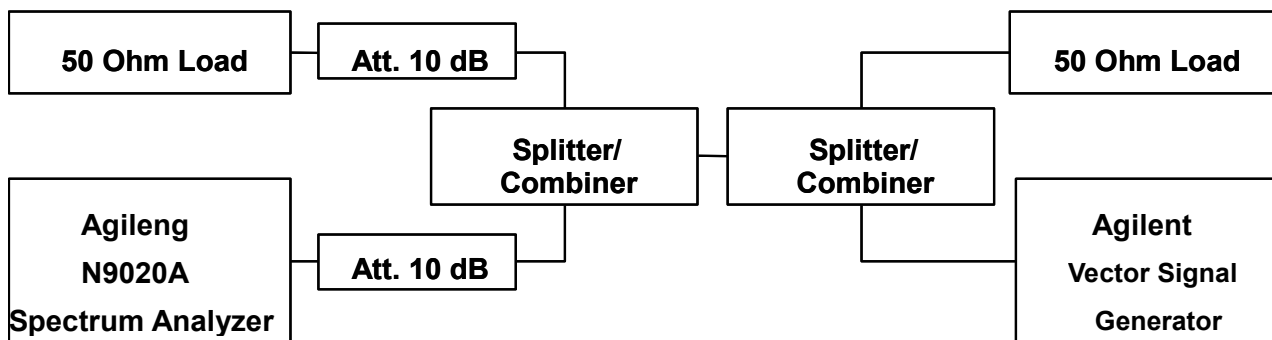 50 Ohm Load
Att. 10 dB
50 Ohm Load
Splitter/
Combiner
Splitter/
Combiner
Agileng
N9020A
Spectrum Analyzer
Att. 10 dB
Agilent
Vector Signal
Generator